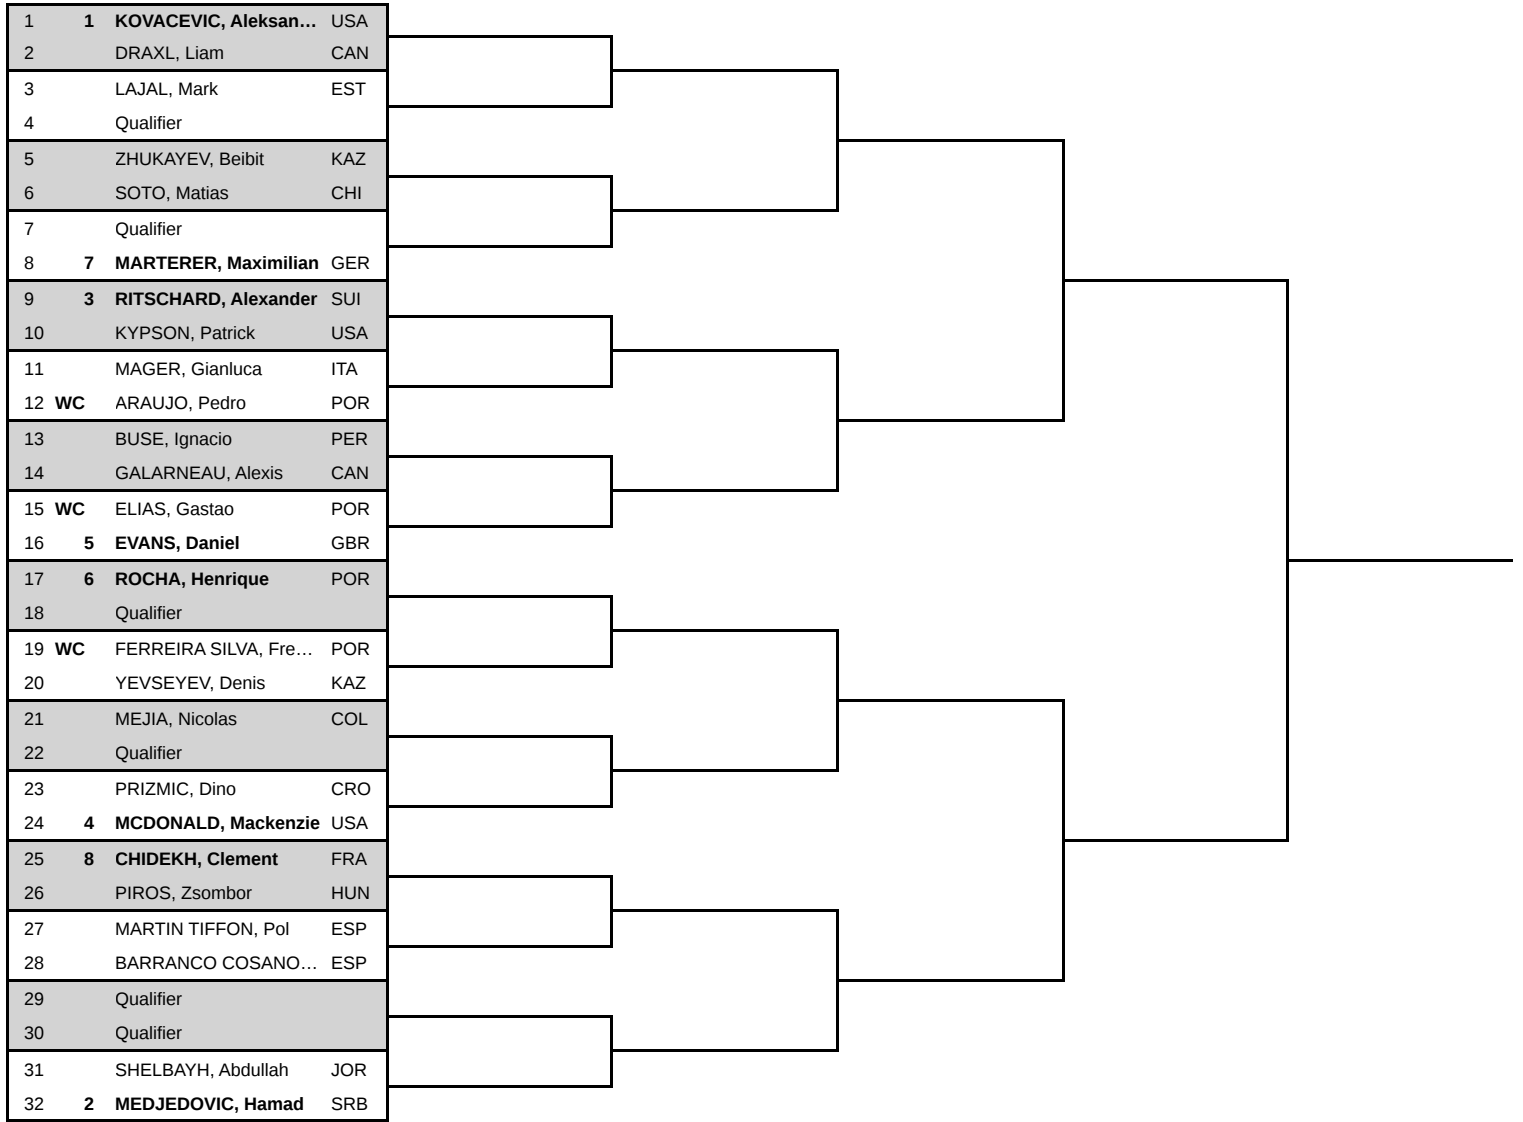 1 1 KOVACEVIC, Aleksan... USA
2 DRAXL, Liam CAN
3 LAJAL, Mark EST
4 Qualifier
5 ZHUKAYEV, Beibit KAZ
6 SOTO, Matias CHI
7 Qualifier
8 7 MARTERER, Maximilian GER
9 3 RITSCHARD, Alexander SUI
10 KYPSON, Patrick USA
11 MAGER, Gianluca ITA
12 WC ARAUJO, Pedro POR
13 BUSE, Ignacio PER
14 GALARNEAU, Alexis CAN
15 WC ELIAS, Gastao POR
16 5 EVANS, Daniel GBR
17 6 ROCHA, Henrique POR
18 Qualifier
19 WC FERREIRA SILVA, Fre... POR
20 YEVSEYEV, Denis KAZ
21 MEJIA, Nicolas COL
22 Qualifier
23 PRIZMIC, Dino CRO
24 4 MCDONALD, Mackenzie USA
25 8 CHIDEKH, Clement FRA
26 PIROS, Zsombor HUN
27 MARTIN TIFFON, Pol ESP
28 BARRANCO COSANO... ESP
29 Qualifier
30 Qualifier
31 SHELBAYH, Abdullah JOR
32 2 MEDJEDOVIC, Hamad SRB